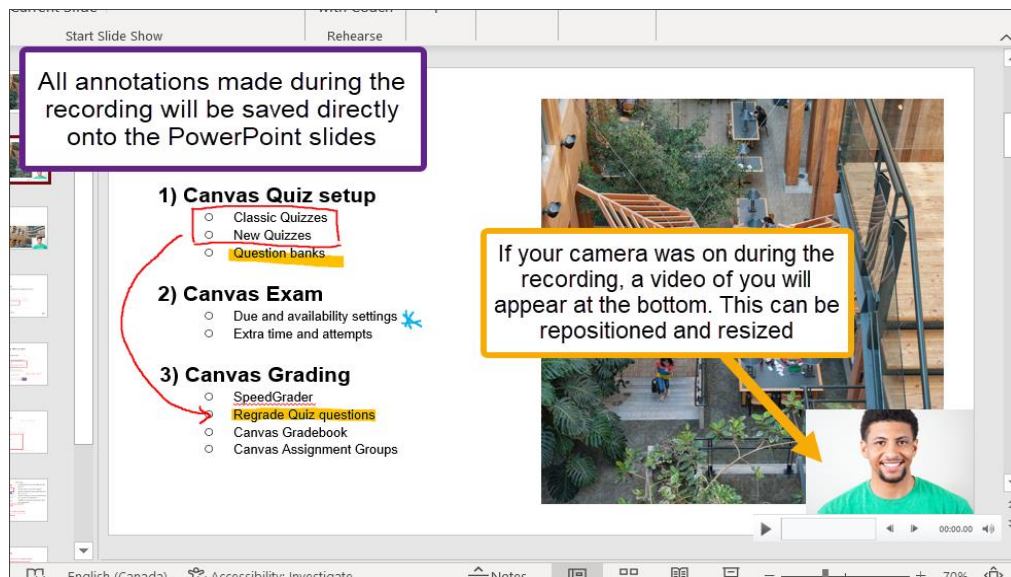 Start Slide Show
Rehearse
All annotations made during the
recording will be saved directly
onto the PowerPoint slides
1) Canvas Quiz setup
Classic Quizzes
New Quizzes
Question banks
2) Canvas Exam
Due and availability settings
Extra time and attempts
3) Canvas Grading
SpeedGrader
Regrade Quiz questions
Canvas Gradebook
Canvas Assignment Groups
If your camera was on during the
recording, a video of you will
appear at the bottom. This can be
repositioned and resized
00:00.00
English (Canada) Accessibility: Investigate Notes 70%